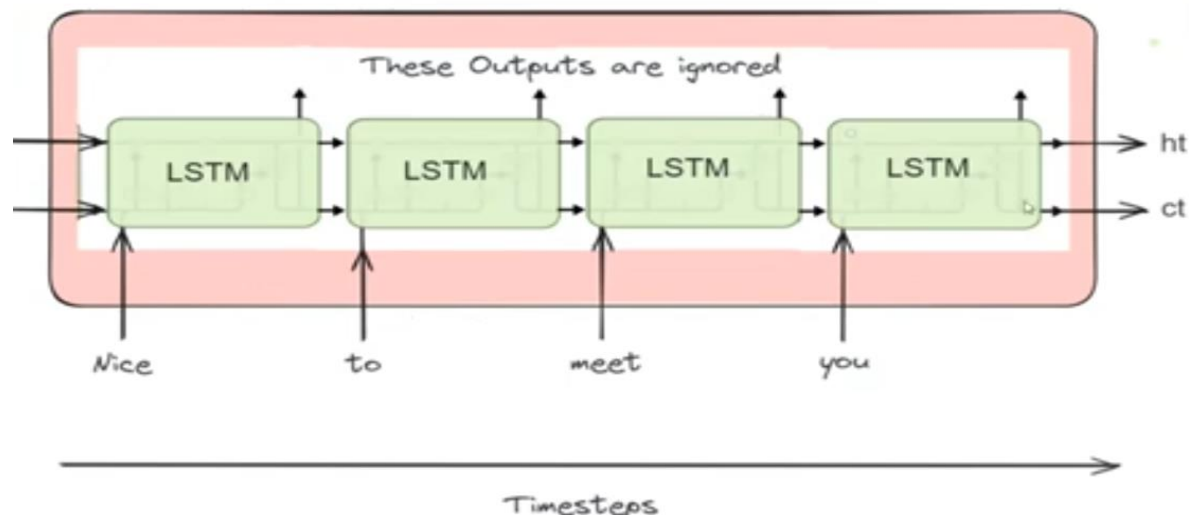 These Outputs are ignored
LSTM LSTM LSTM LSTM
ht
ct
Nice to meet you
Timesteps